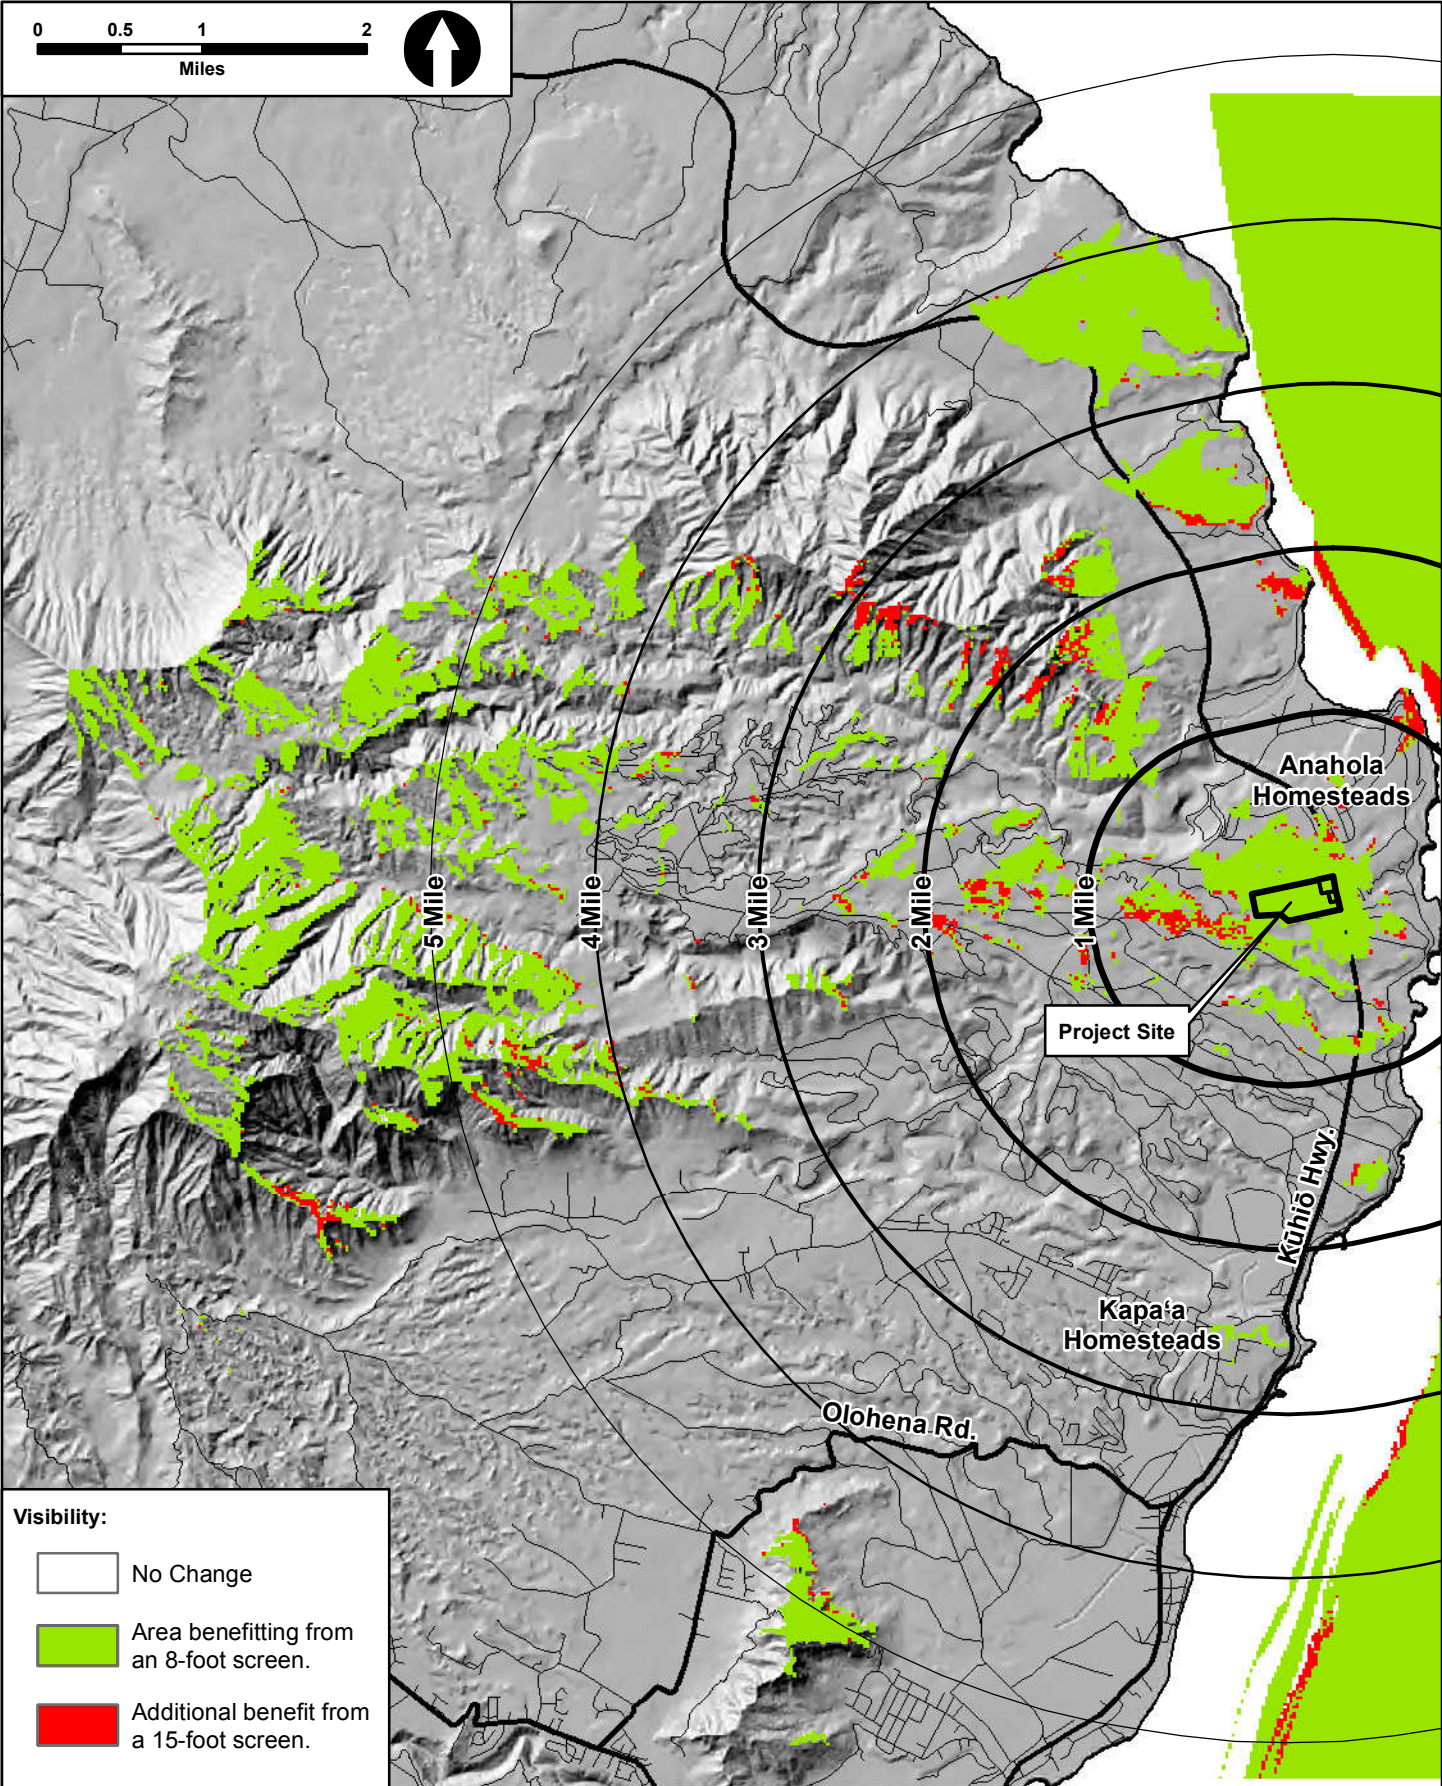 0 0.5 1 2
Miles
Anahola
Homesteads
5 Mile
4 Mile
3 Mile
2 Mile
1 Mile
Project Site
Kūhiō Hwy.
Kapaʻa
Homesteads
Olohena Rd.
Visibility:
No Change
Area benefitting from
an 8-foot screen.
Additional benefit from
a 15-foot screen.